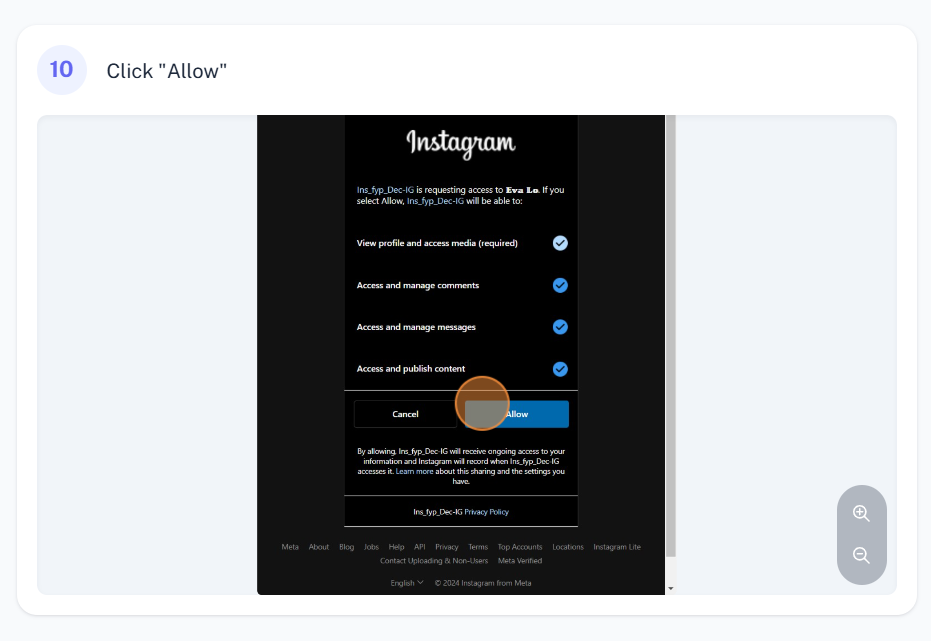 10
Click "Allow"
Instagram
Ins_fyp_Dec-IG is requesting access to Eva Lo. If you
select Allow, Ins_fyp_Dec-IG will be able to:
View profile and access media (required)
Access and manage comments
Access and manage messages
Access and publish content
Cancel
Allow
By allowing, Ins_fyp_Dec-IG will receive ongoing access to your
information and Instagram will record when Ins_fyp_Dec-IG
accesses it. Learn more about this sharing and the settings you
have.
Ins_fyp_Dec-IG Privacy Policy
Meta About Blog Jobs Help API Privacy Terms Top Accounts Locations Instagram Lite
Contact Uploading & Non-Users Meta Verified
English © 2024 Instagram from Meta